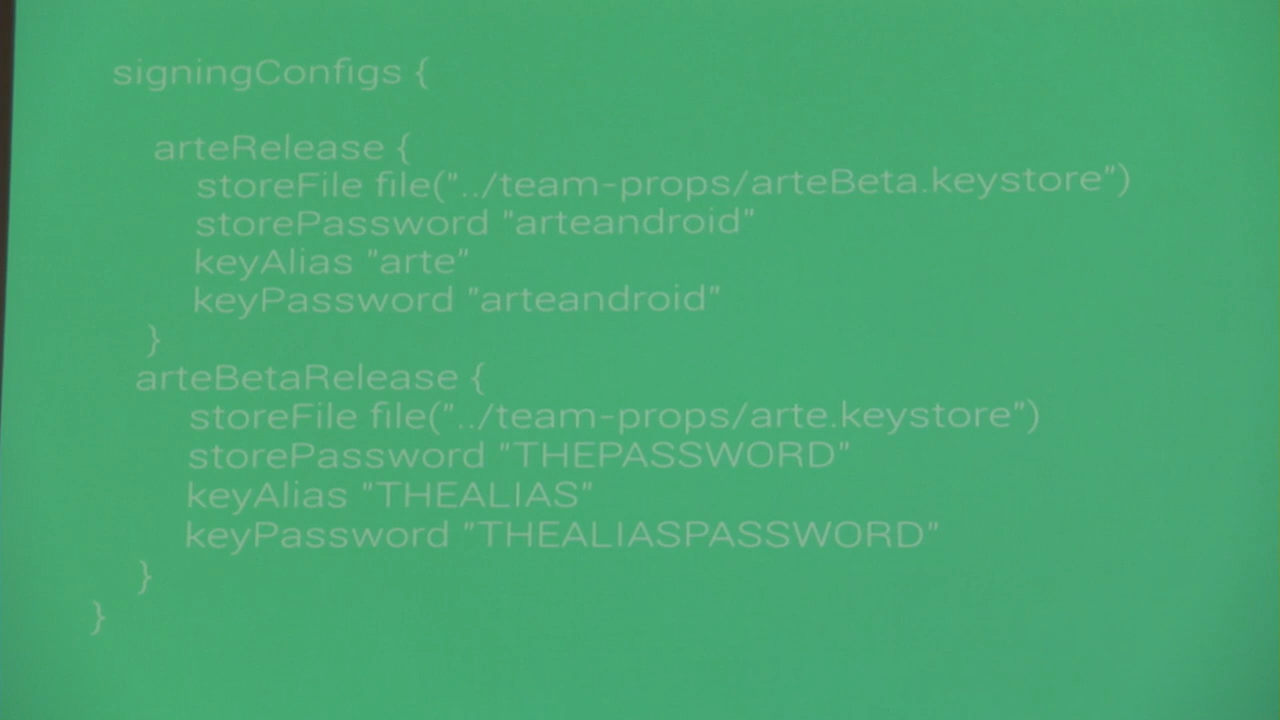 signingConfigs {
arteRelease {
storeFile file("../team-props/arteBeta.keystore")
storePassword "arteandroid"
keyAlias "arte"
keyPassword "arteandroid"
}
arteBetaRelease {
storeFile file("../team-props/arte.keystore")
storePassword "THEPASSWORD"
keyAlias "THEALIAS"
keyPassword "THEALIASPASSWORD"
}
}